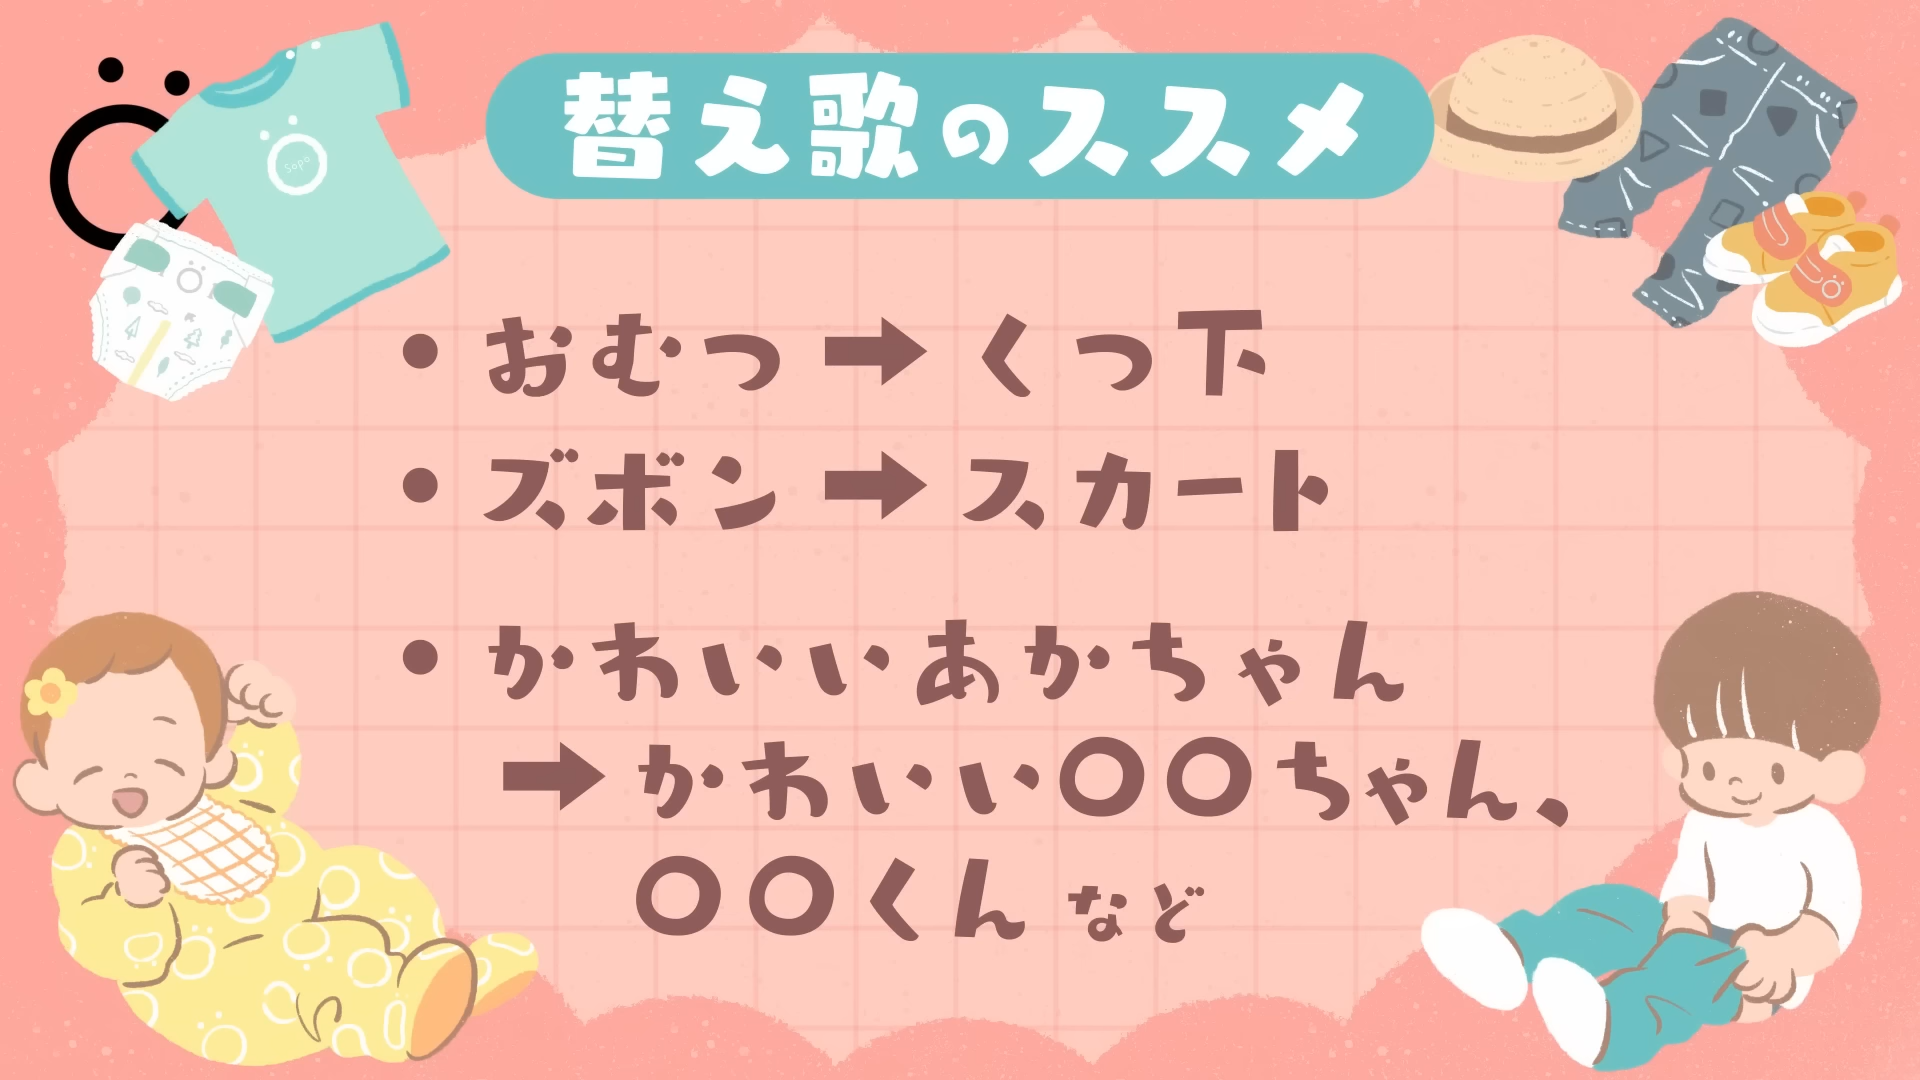 替え歌のススメ
sopo
• おむつ ➡ くつ下
• ズボン ➡ スカート
• かわいいあかちゃん
➡ かわいい〇〇ちゃん、
〇〇くん など